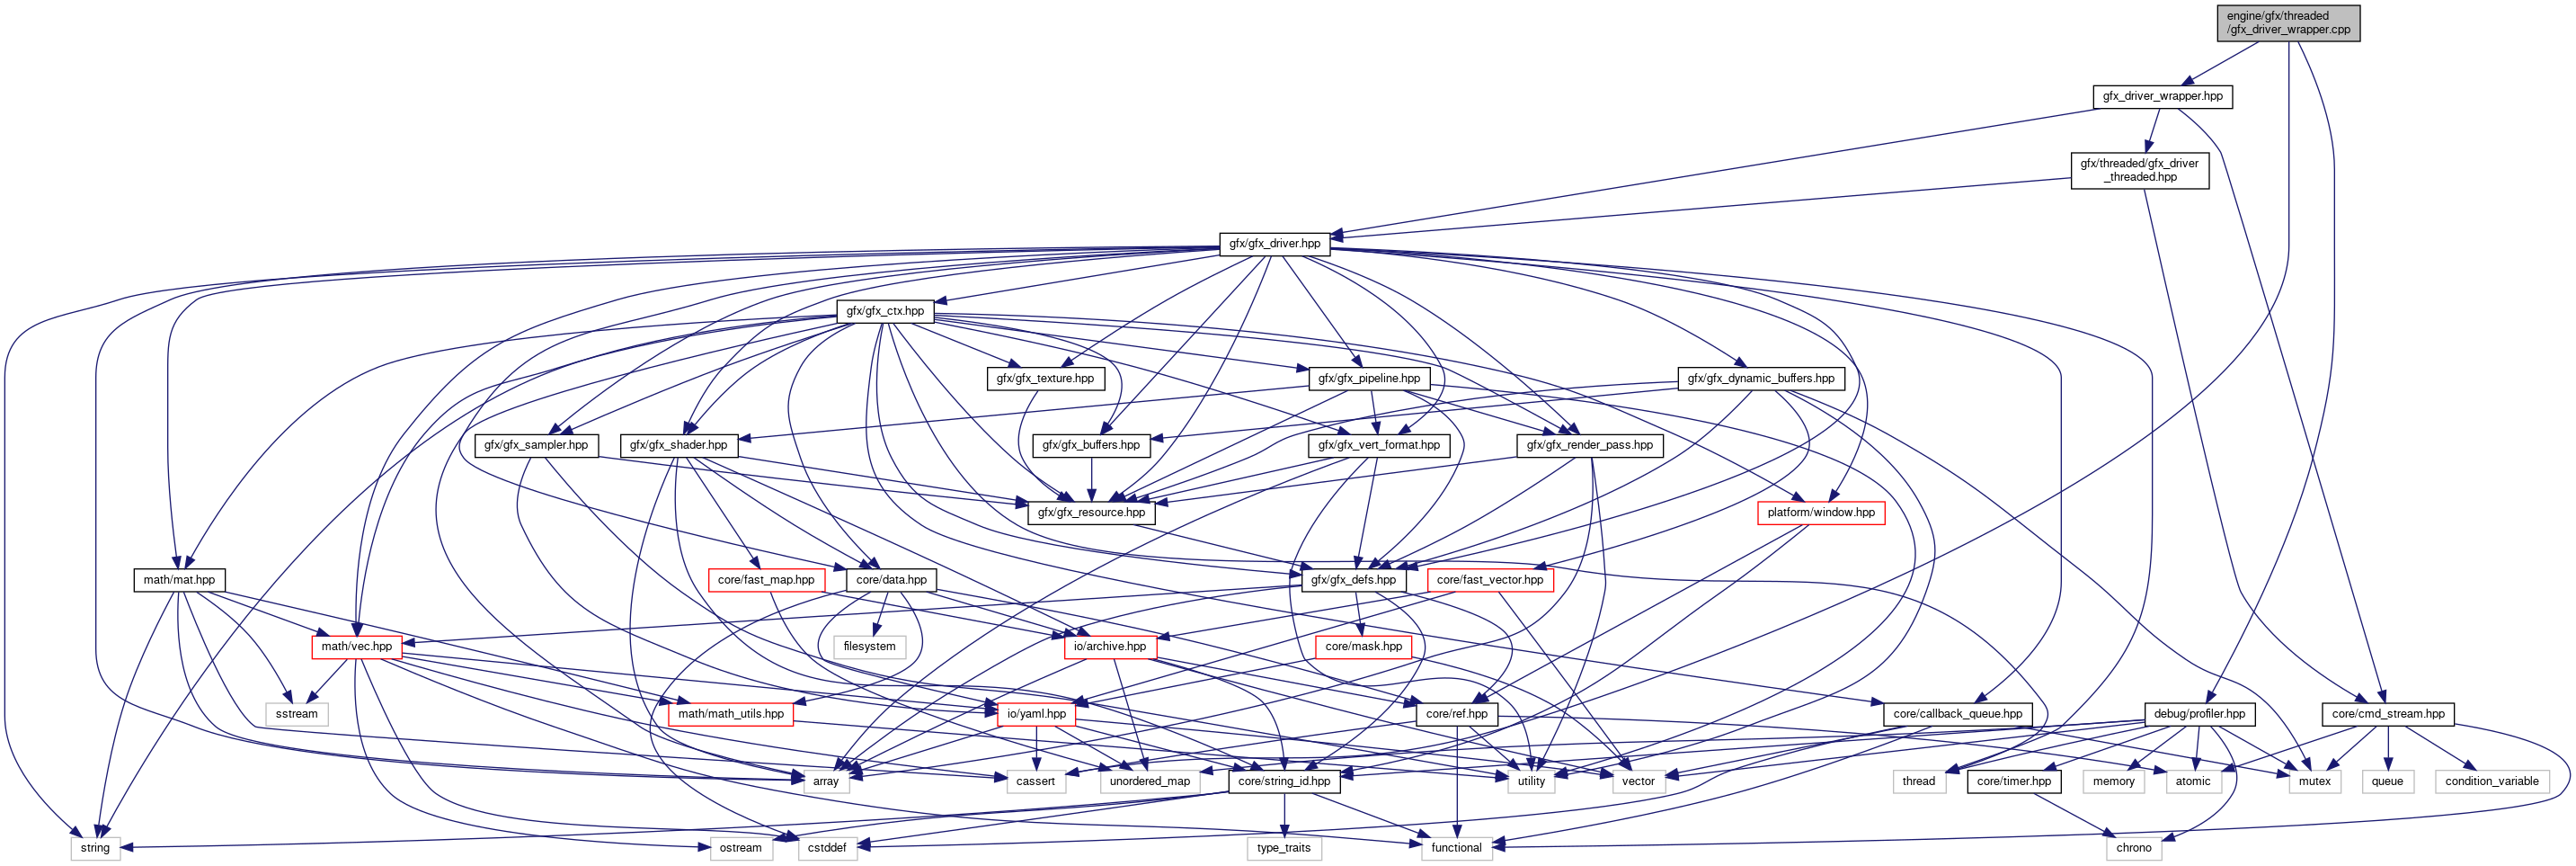 engine/gfx/threaded
/gfx_driver_wrapper.cpp
gfx_driver_wrapper.hpp
gfx/threaded/gfx_driver
_threaded.hpp
gfx/gfx_driver.hpp
gfx/gfx_ctx.hpp
gfx/gfx_texture.hpp
gfx/gfx_pipeline.hpp
gfx/gfx_dynamic_buffers.hpp
gfx/gfx_sampler.hpp
gfx/gfx_shader.hpp
gfx/gfx_buffers.hpp
gfx/gfx_vert_format.hpp
gfx/gfx_render_pass.hpp
gfx/gfx_resource.hpp
platform/window.hpp
math/mat.hpp
core/fast_map.hpp
core/data.hpp
gfx/gfx_defs.hpp
core/fast_vector.hpp
math/vec.hpp
filesystem
io/archive.hpp
core/mask.hpp
sstream
math/math_utils.hpp
io/yaml.hpp
core/ref.hpp
core/callback_queue.hpp
debug/profiler.hpp
core/cmd_stream.hpp
array
cassert
unordered_map
core/string_id.hpp
utility
vector
thread
core/timer.hpp
memory
atomic
mutex
queue
condition_variable
string
ostream
cstddef
type_traits
functional
chrono